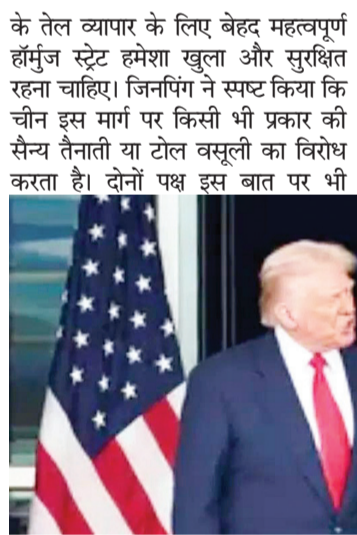 के तेल व्यापार के लिए बेहद महत्वपूर्ण
हॉर्मुज स्ट्रेट हमेशा खुला और सुरक्षित
रहना चाहिए। जिनपिंग ने स्पष्ट किया कि
चीन इस मार्ग पर किसी भी प्रकार की
सैन्य तैनाती या टोल वसूली का विरोध
करता है। दोनों पक्ष इस बात पर भी